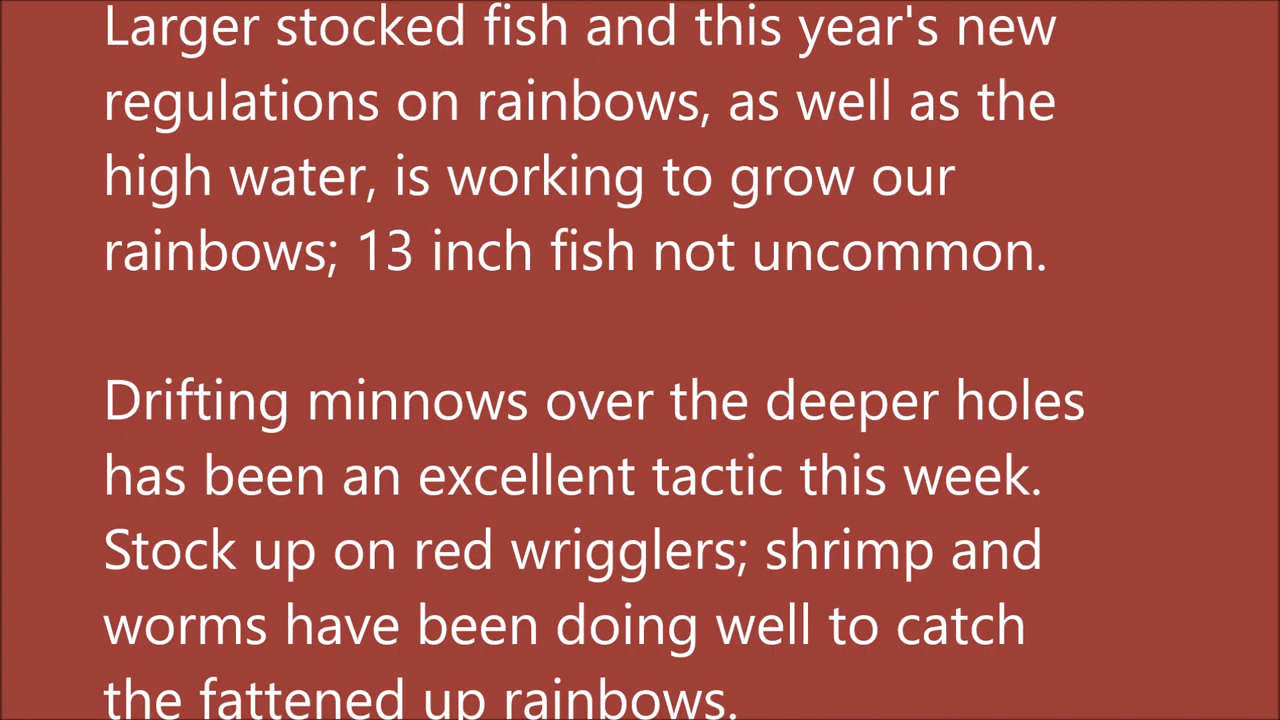 Larger stocked fish and this year's new
regulations on rainbows, as well as the
high water, is working to grow our
rainbows; 13 inch fish not uncommon.
Drifting minnows over the deeper holes
has been an excellent tactic this week.
Stock up on red wrigglers; shrimp and
worms have been doing well to catch
the fattened up rainbows.